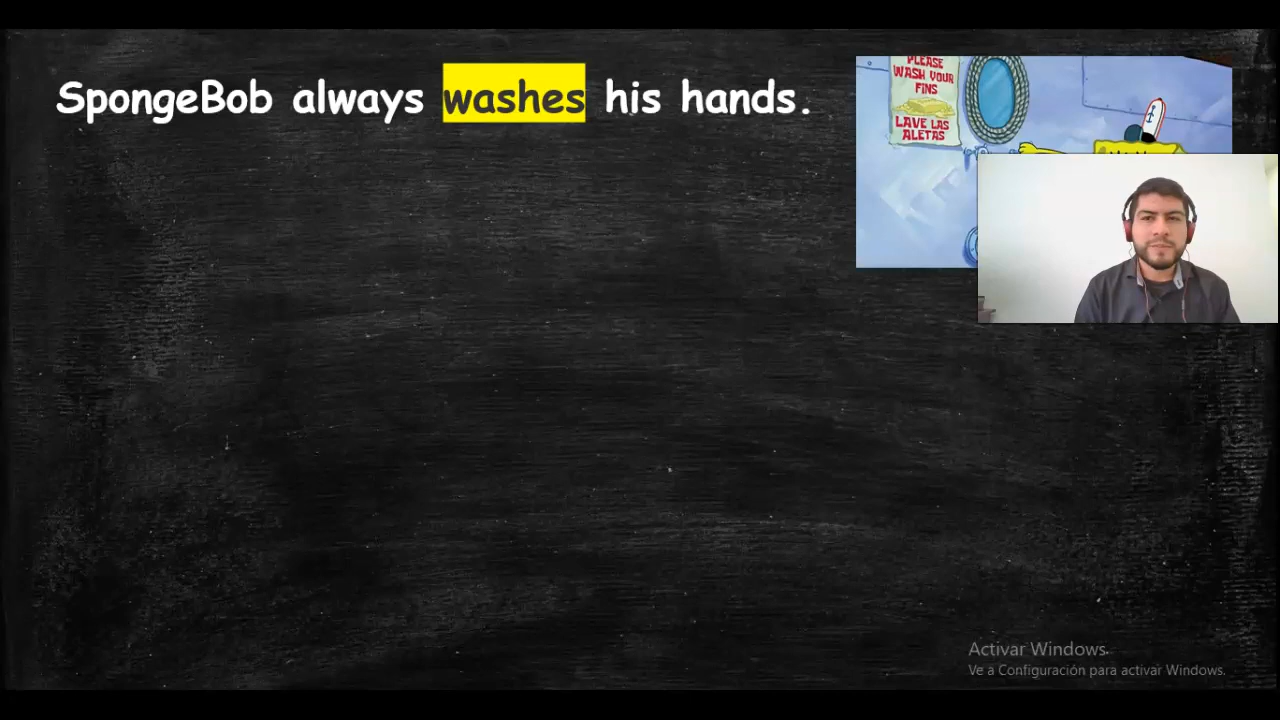 SpongeBob always washes his hands.
PLEASE
WASH YOUR
FINS
LAVE LAS
ALETAS
Activar Windows
Ve a Configuración para activar Windows.